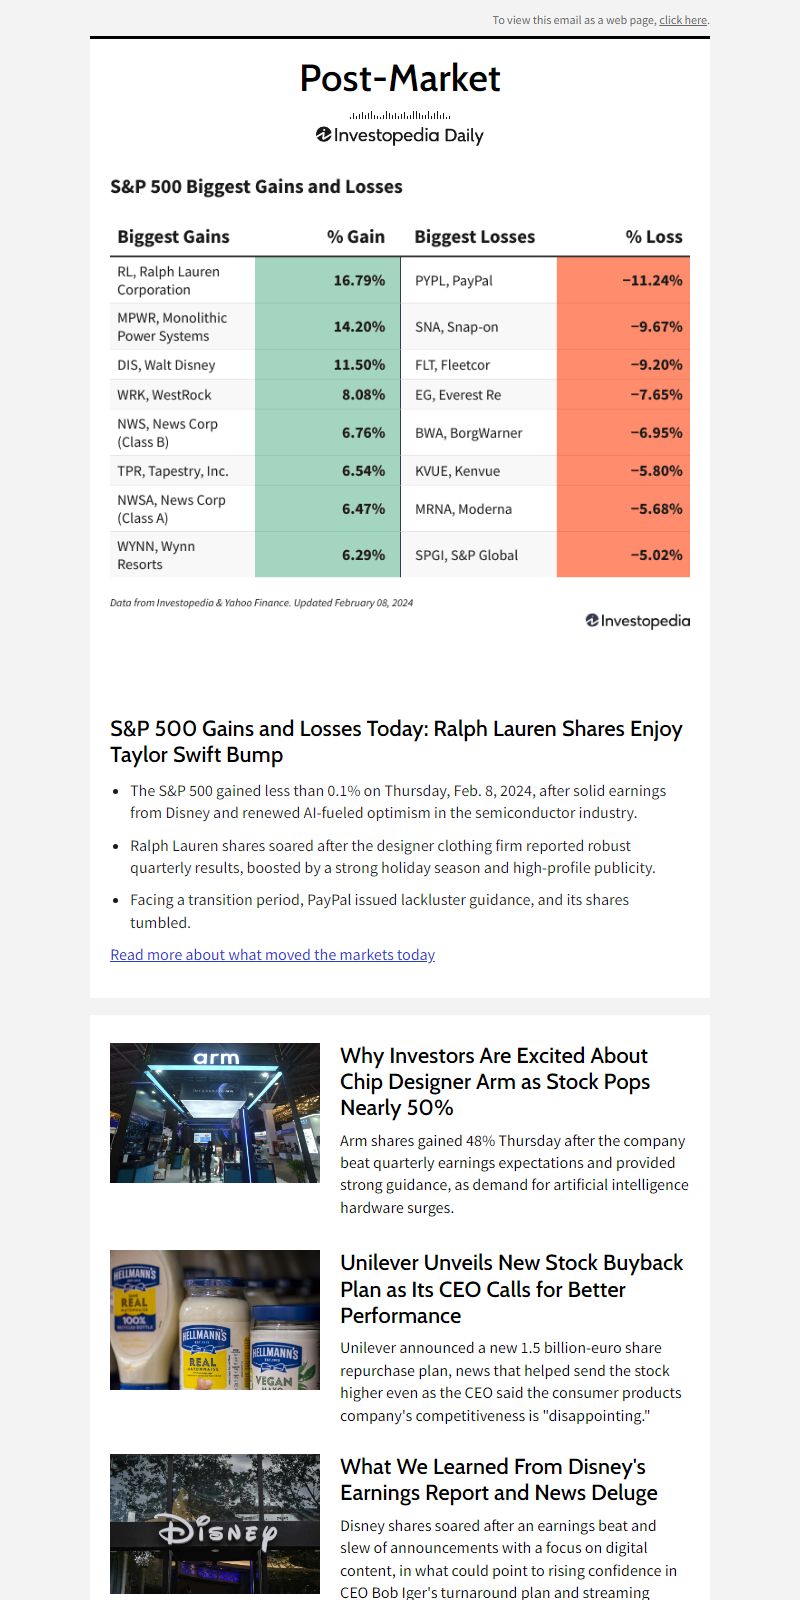 To view this email as a web page, click here.
Post-Market
Investopedia Daily
S&P 500 Biggest Gains and Losses
Biggest Gains % Gain Biggest Losses % Loss
RL, Ralph Lauren
Corporation 16.79% PYPL, PayPal −11.24%
MPWR, Monolithic
Power Systems 14.20% SNA, Snap-on −9.67%
DIS, Walt Disney 11.50% FLT, Fleetcor −9.20%
WRK, WestRock 8.08% EG, Everest Re −7.65%
NWS, News Corp
(Class B) 6.76% BWA, BorgWarner −6.95%
TPR, Tapestry, Inc. 6.54% KVUE, Kenvue −5.80%
NWSA, News Corp
(Class A) 6.47% MRNA, Moderna −5.68%
WYNN, Wynn
Resorts 6.29% SPGI, S&P Global −5.02%
Data from Investopedia & Yahoo Finance. Updated February 08, 2024
Investopedia
S&P 500 Gains and Losses Today: Ralph Lauren Shares Enjoy
Taylor Swift Bump
• The S&P 500 gained less than 0.1% on Thursday, Feb. 8, 2024, after solid earnings
from Disney and renewed AI-fueled optimism in the semiconductor industry.
• Ralph Lauren shares soared after the designer clothing firm reported robust
quarterly results, boosted by a strong holiday season and high-profile publicity.
• Facing a transition period, PayPal issued lackluster guidance, and its shares
tumbled.
Read more about what moved the markets today
arm
Why Investors Are Excited About
Chip Designer Arm as Stock Pops
Nearly 50%
Arm shares gained 48% Thursday after the company
beat quarterly earnings expectations and provided
strong guidance, as demand for artificial intelligence
hardware surges.
HELLMANN'S
REAL
100%
HELLMANN'S
REAL
HELLMANN'S
VEGAN
Unilever Unveils New Stock Buyback
Plan as Its CEO Calls for Better
Performance
Unilever announced a new 1.5 billion-euro share
repurchase plan, news that helped send the stock
higher even as the CEO said the consumer products
company's competitiveness is "disappointing."
Disney
What We Learned From Disney's
Earnings Report and News Deluge
Disney shares soared after an earnings beat and
slew of announcements with a focus on digital
content, in what could point to rising confidence in
CEO Bob Iger's turnaround plan and streaming